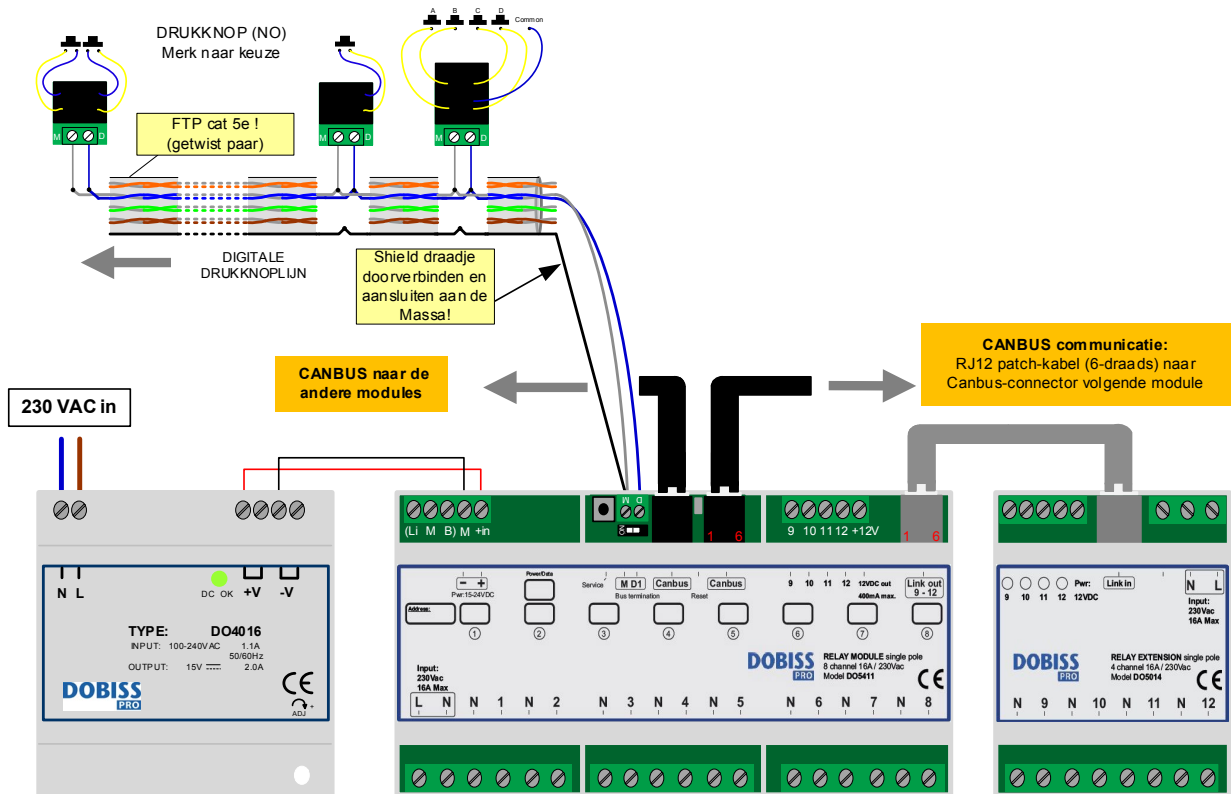 A B C D Common
DRUKKNOP (NO)
Merk naar keuze
M D
M D
M D
FTP cat 5e !
(getwist paar)
DIGITALE
DRUKKNOPLIJN
Shield draadje
doorverbinden en
aansluiten aan de
Massa!
CANBUS naar de
andere modules
CANBUS communicatie:
RJ12 patch-kabel (6-draads) naar
Canbus-connector volgende module
230 VAC in
N L
DC OK
+V -V
TYPE: DO4016
INPUT: 100-240VAC 1.1A
50/60Hz
OUTPUT: 15V 2.0A
DOBISS
PRO
CE
ADJ +
(Li M B) M +in
M D
ON
1 6
9 10 11 12 +12V
1 6
- +
Pwr:15-24VDC
Power/Data
Service
M D1
Bus termination
Canbus
Reset
Canbus
9 10 11 12 12VDC out
400mA max.
Link out
9 - 12
Address:
1 2 3 4 5 6 7 8
Input:
230Vac
16A Max
DOBISS
PRO
RELAY MODULE single pole
8 channel 16A / 230Vac
Model DO5411
CE
L N N 1 N 2 N 3 N 4 N 5 N 6 N 7 N 8
9 10 11 12
Pwr:
12VDC
Link in
N L
Input:
230Vac
16A Max
DOBISS
PRO
RELAY EXTENSION single pole
4 channel 16A / 230Vac
Model DO5014
CE
N 9 N 10 N 11 N 12